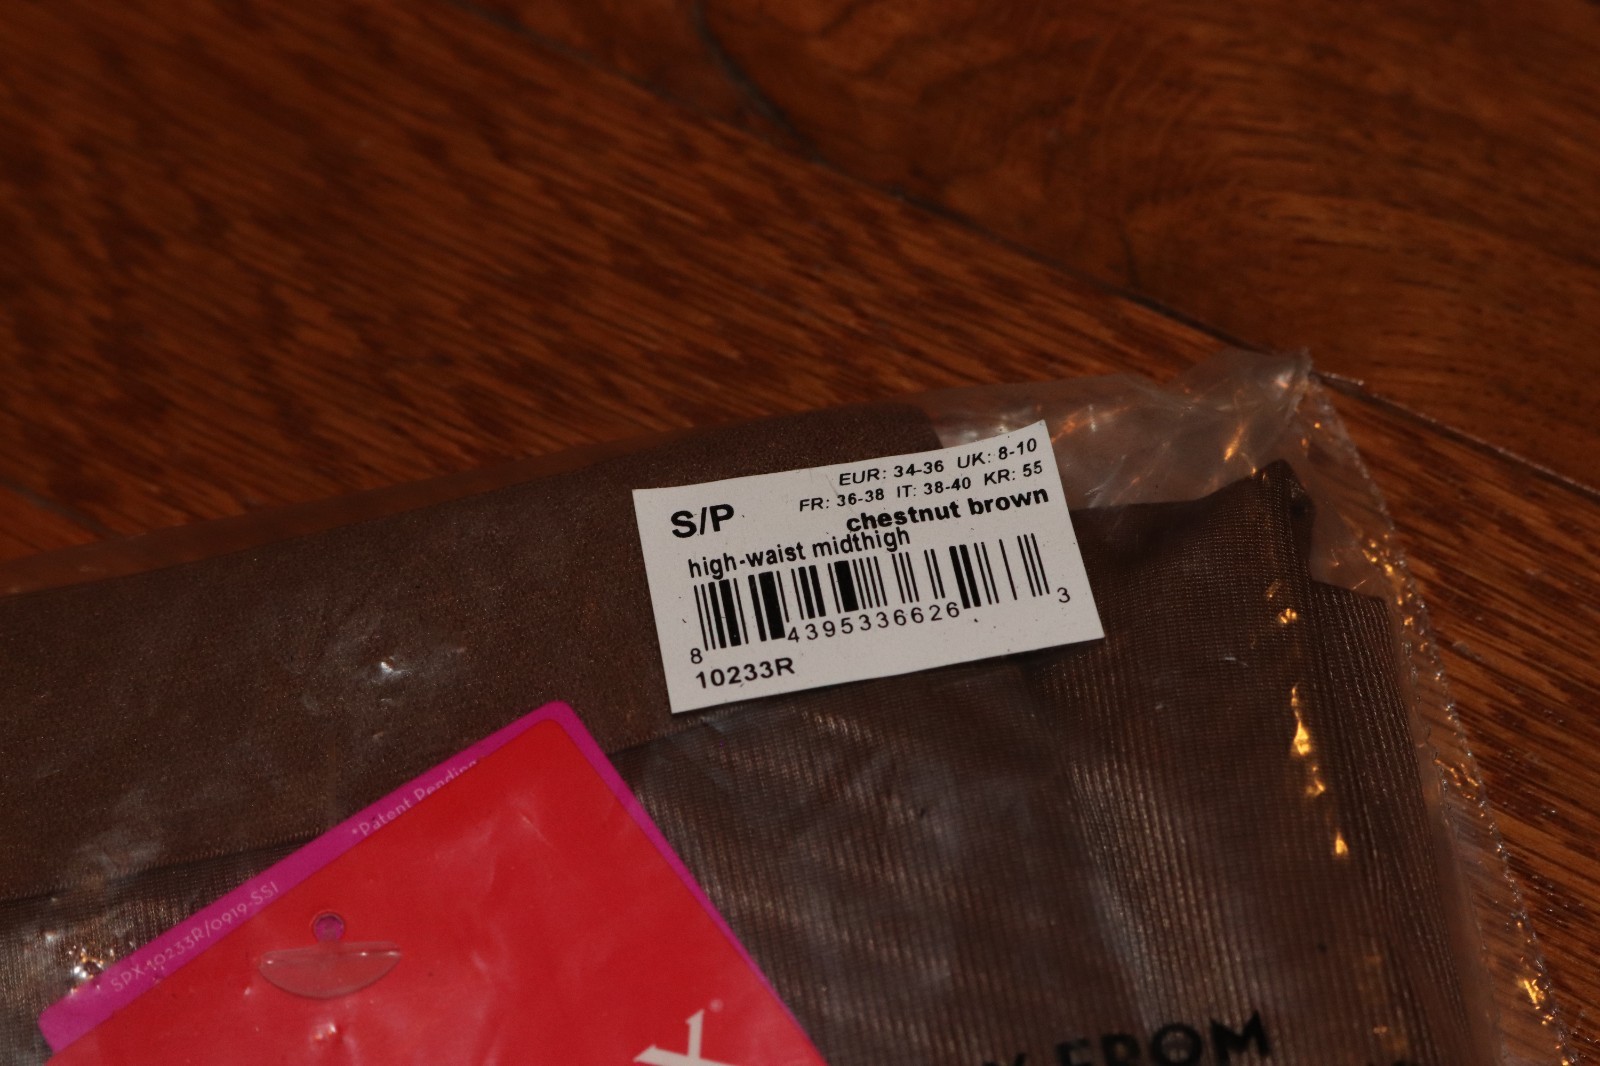 EUR: 34-36 UK: 8-10
S/P FR: 36-38 IT: 38-40 KR: 55
chestnut brown
high-waist midthigh
8 4395336626 3
10233R
*Patent Pending
SPX-10233R/0919-SSI
X®
FROM